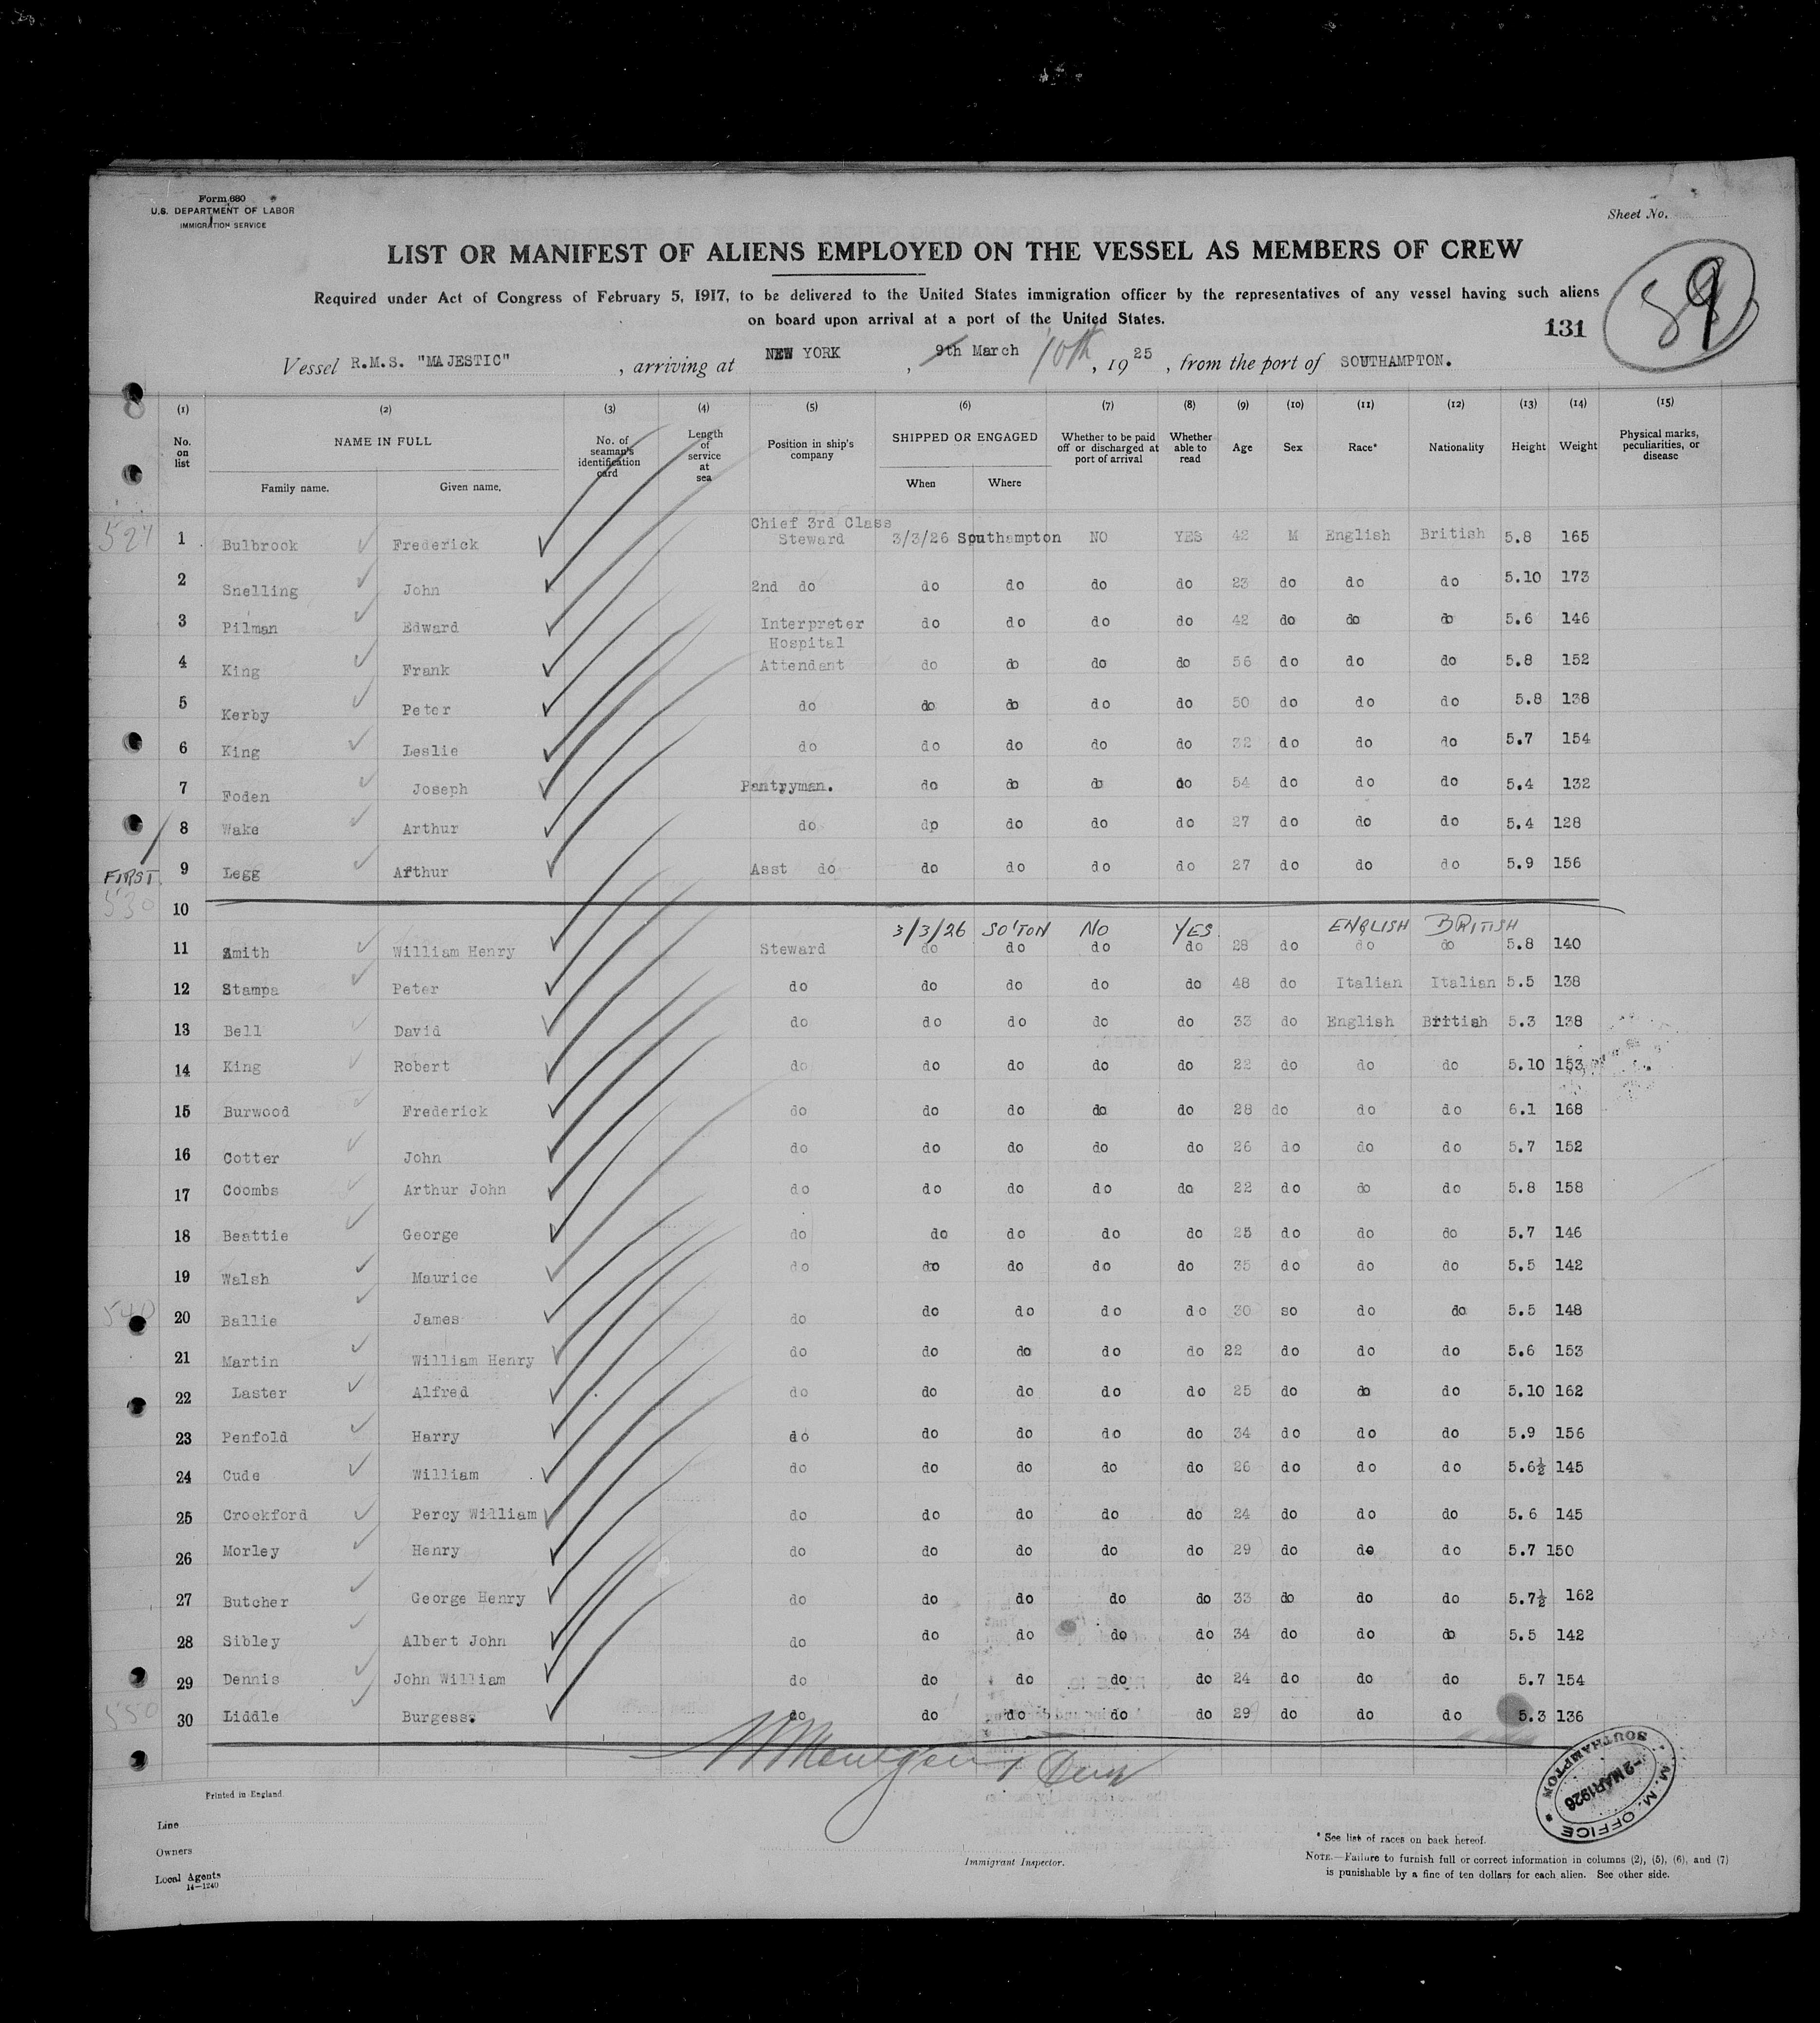 Form 680
U.S. DEPARTMENT OF LABOR
IMMIGRATION SERVICE
Sheet No.
LIST OR MANIFEST OF ALIENS EMPLOYED ON THE VESSEL AS MEMBERS OF CREW
Required under Act of Congress of February 5, 1917, to be delivered to the United States immigration officer by the representatives of any vessel having such aliens
on board upon arrival at a port of the United States.
131
Vessel R.M.S. "MAJESTIC" , arriving at NEW YORK , 9th March 10th , 19 25 , from the port of SOUTHAMPTON.
(1) (2) (3) (4) (5) (6) (7) (8) (9) (10) (11) (12) (13) (14) (15)
No. on list NAME IN FULL Family name. Given name. No. of seaman's identification card Length of service at sea Position in ship's company SHIPPED OR ENGAGED When Where Whether to be paid off or discharged at port of arrival Whether able to read Age Sex Race* Nationality Height Weight Physical marks, peculiarities, or disease
527 1 Bulbrook Frederick Chief 3rd Class Steward 3/3/26 Southampton NO YES 42 M English British 5.8 165
2 Snelling John 2nd do do do do do 23 do do do 5.10 173
3 Pilman Edward Interpreter do do do do 42 do do do 5.6 146
4 King Frank Hospital Attendant do do do do 56 do do do 5.8 152
5 Kerby Peter do do do do do 50 do do do 5.8 138
6 King Leslie do do do do do 32 do do do 5.7 154
7 Foden Joseph Pantryman. do do do do 54 do do do 5.4 132
8 Wake Arthur do do do do do 27 do do do 5.4 128
FIRST 9 Legg Arthur Asst do do do do do 27 do do do 5.9 156
530 10
3/3/26 SO'TON NO YES ENGLISH BRITISH
11 Smith William Henry Steward do do do do 28 do do do 5.8 140
12 Stampa Peter do do do do do 48 do Italian Italian 5.5 138
13 Bell David do do do do do 33 do English British 5.3 138
14 King Robert do do do do do 22 do do do 5.10 153
15 Burwood Frederick do do do do do 28 do do do 6.1 168
16 Cotter John do do do do do 26 do do do 5.7 152
17 Coombs Arthur John do do do do do 22 do do do 5.8 158
18 Beattie George do do do do do 25 do do do 5.7 146
19 Walsh Maurice do do do do do 35 do do do 5.5 142
540 20 Ballie James do do do do do 30 so do do 5.5 148
21 Martin William Henry do do do do do 22 do do do 5.6 153
22 Laster Alfred do do do do do 25 do do do 5.10 162
23 Penfold Harry do do do do do 34 do do do 5.9 156
24 Cude William do do do do do 26 do do do 5.6½ 145
25 Crockford Percy William do do do do do 24 do do do 5.6 145
26 Morley Henry do do do do do 29 do do do 5.7 150
27 Butcher George Henry do do do do do 33 do do do 5.7½ 162
28 Sibley Albert John do do do do do 34 do do do 5.5 142
29 Dennis John William do do do do do 24 do do do 5.7 154
550 30 Liddle Burgess. do do do do do 29 do do do 5.3 136
M.M. OFFICE
SOUTHAMPTON
-2 MAR 1926
Printed in England
Line
Owners
Local Agents
14—1240
Immigrant Inspector.
* See list of races on back hereof.
NOTE.—Failure to furnish full or correct information in columns (2), (5), (6), and (7)
is punishable by a fine of ten dollars for each alien. See other side.